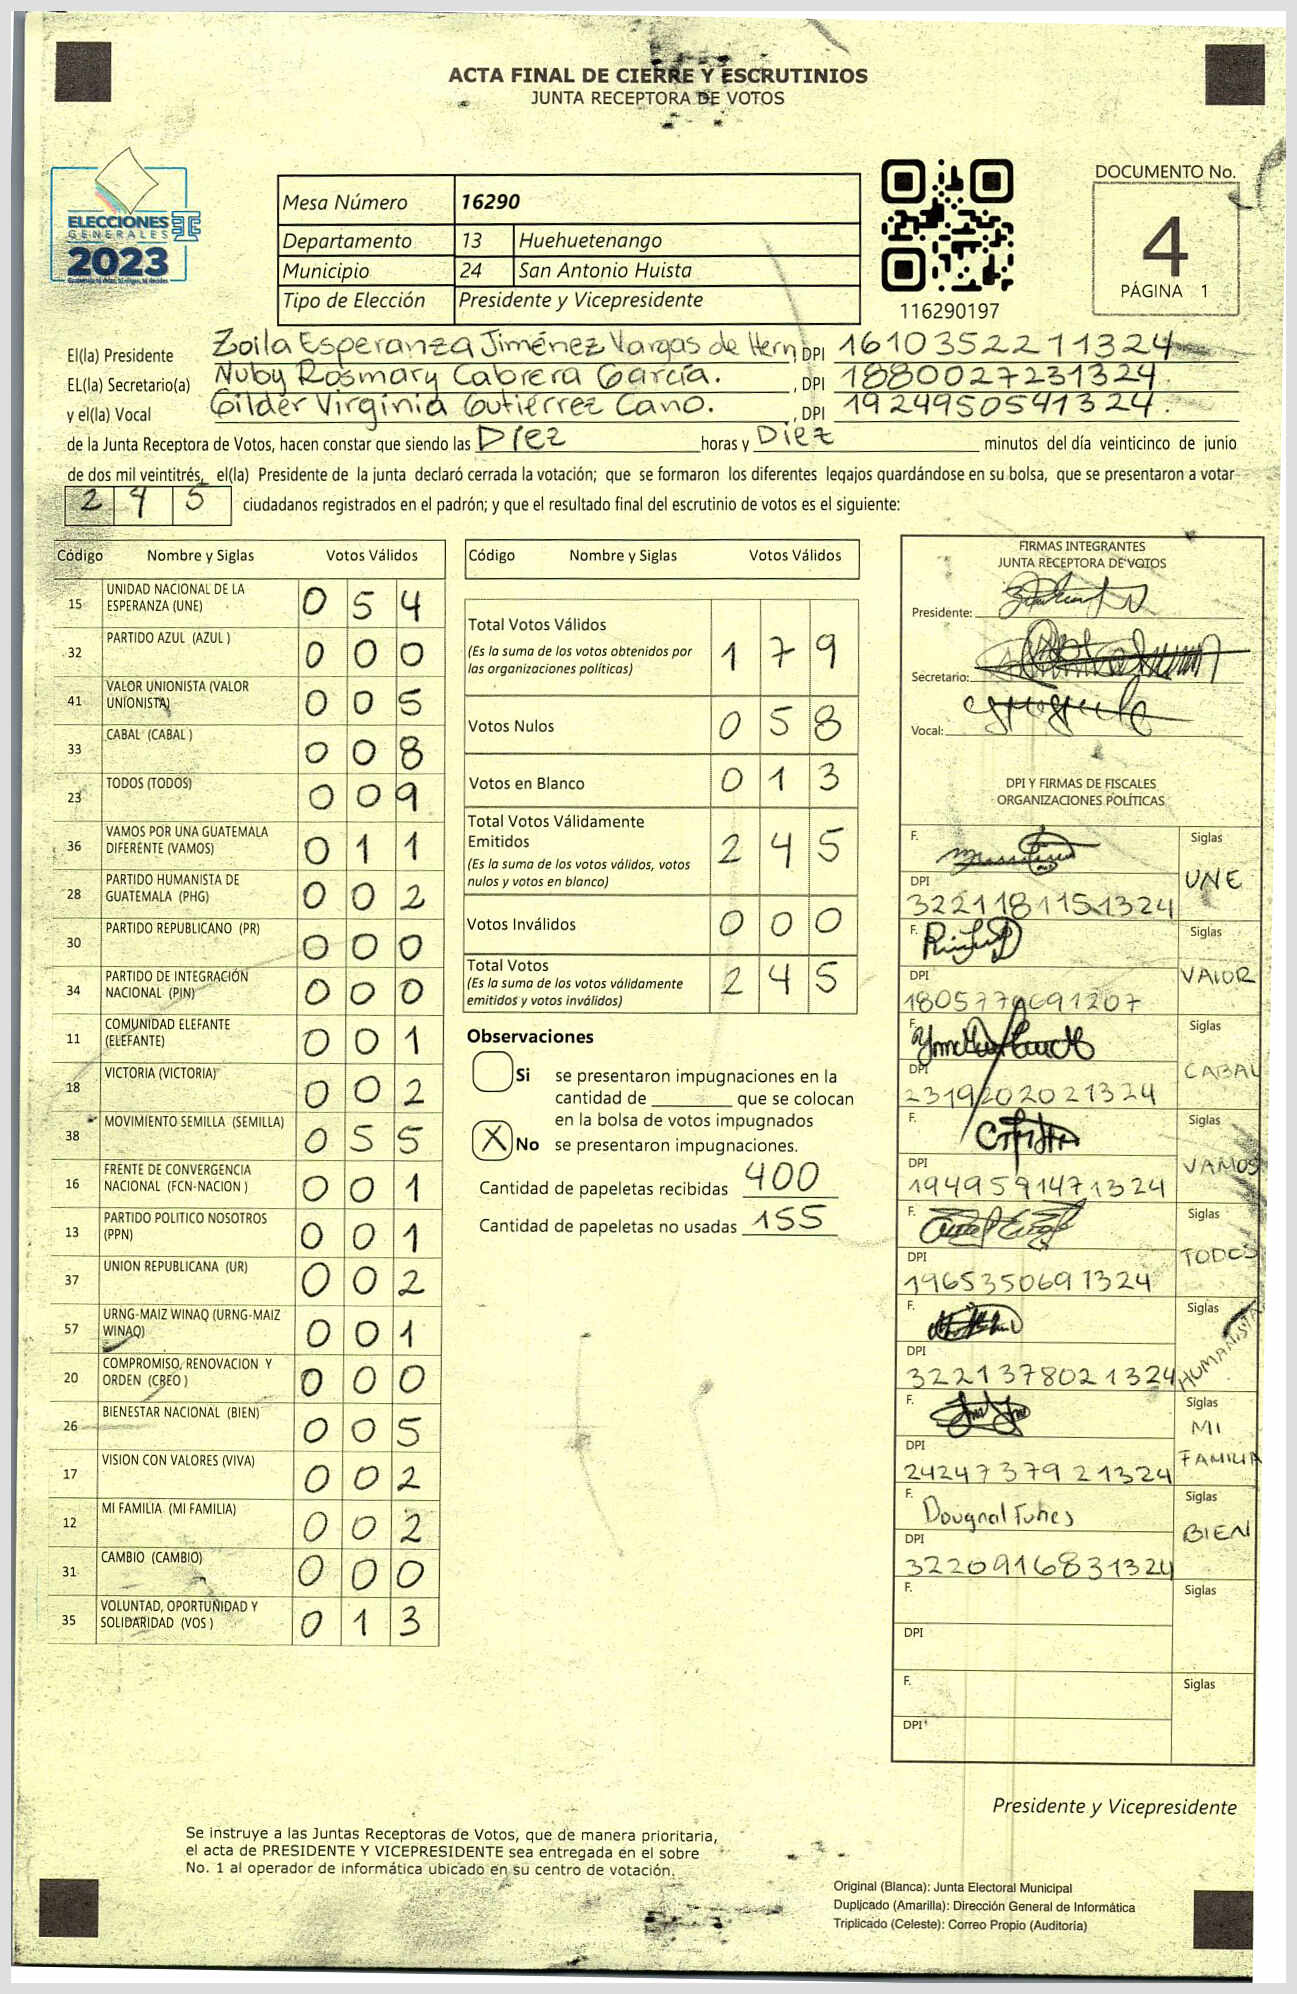 ACTA FINAL DE CIERRE Y ESCRUTINIOS
JUNTA RECEPTORA DE VOTOS
ELECCIONES
GENERALES
2023
Mesa Número 16290
Departamento 13 Huehuetenango
Municipio 24 San Antonio Huista
Tipo de Elección Presidente y Vicepresidente
116290197
DOCUMENTO No.
4
PÁGINA 1
El(la) Presidente Zoila Esperanza Jiménez Vargas de Hern, DPI 1610352211324
EL(la) Secretario(a) Nuby Rosmary Cabrera García. , DPI 1880027231324
y el(la) Vocal Gilder Virginia Gutiérrez Cano. , DPI 1924950541324.
de la Junta Receptora de Votos, hacen constar que siendo las Diez horas y Diez minutos del día veinticinco de junio
de dos mil veintitrés, el(la) Presidente de la junta declaró cerrada la votación; que se formaron los diferentes legajos guardándose en su bolsa, que se presentaron a votar
2 4 5 ciudadanos registrados en el padrón; y que el resultado final del escrutinio de votos es el siguiente:
Código Nombre y Siglas Votos Válidos
15 UNIDAD NACIONAL DE LA ESPERANZA (UNE) 0 5 4
32 PARTIDO AZUL (AZUL ) 0 0 0
41 VALOR UNIONISTA (VALOR UNIONISTA) 0 0 5
33 CABAL (CABAL ) 0 0 8
23 TODOS (TODOS) 0 0 9
36 VAMOS POR UNA GUATEMALA DIFERENTE (VAMOS) 0 1 1
28 PARTIDO HUMANISTA DE GUATEMALA (PHG) 0 0 2
30 PARTIDO REPUBLICANO (PR) 0 0 0
34 PARTIDO DE INTEGRACIÓN NACIONAL (PIN) 0 0 0
11 COMUNIDAD ELEFANTE (ELEFANTE) 0 0 1
18 VICTORIA (VICTORIA) 0 0 2
38 MOVIMIENTO SEMILLA (SEMILLA) 0 5 5
16 FRENTE DE CONVERGENCIA NACIONAL (FCN-NACION ) 0 0 1
13 PARTIDO POLITICO NOSOTROS (PPN) 0 0 1
37 UNION REPUBLICANA (UR) 0 0 2
57 URNG-MAIZ WINAQ (URNG-MAIZ WINAQ) 0 0 1
20 COMPROMISO, RENOVACION Y ORDEN (CREO ) 0 0 0
26 BIENESTAR NACIONAL (BIEN) 0 0 5
17 VISION CON VALORES (VIVA) 0 0 2
12 MI FAMILIA (MI FAMILIA) 0 0 2
31 CAMBIO (CAMBIO) 0 0 0
35 VOLUNTAD, OPORTUNIDAD Y SOLIDARIDAD (VOS ) 0 1 3
Código Nombre y Siglas Votos Válidos
Total Votos Válidos 1 7 9
(Es la suma de los votos obtenidos por
las organizaciones políticas)
Votos Nulos 0 5 8
Votos en Blanco 0 1 3
Total Votos Válidamente
Emitidos 2 4 5
(Es la suma de los votos válidos, votos
nulos y votos en blanco)
Votos Inválidos 0 0 0
Total Votos 2 4 5
(Es la suma de los votos válidamente
emitidos y votos inválidos)
Observaciones
Si se presentaron impugnaciones en la
cantidad de ________ que se colocan
en la bolsa de votos impugnados
X No se presentaron impugnaciones.
Cantidad de papeletas recibidas 400
Cantidad de papeletas no usadas 155
FIRMAS INTEGRANTES
JUNTA RECEPTORA DE VOTOS
Presidente:
Secretario:
Vocal:
DPI Y FIRMAS DE FISCALES
ORGANIZACIONES POLÍTICAS
F. Siglas
UNE
DPI
3221181151324
F. Siglas
VALOR
DPI
F. Siglas
CABAL
DPI
2319202021324
F. Siglas
VAMOS
DPI
1949591471324
F. Siglas
TODOS
DPI
1965350691324
F. Siglas
HUMANISTA
DPI
3221378021324
F. Siglas
MI
FAMILIA
DPI
2424737921324
F. Siglas
BIEN
DPI
3220916831324
F. Siglas
DPI
F. Siglas
DPI
Presidente y Vicepresidente
Se instruye a las Juntas Receptoras de Votos, que de manera prioritaria,
el acta de PRESIDENTE Y VICEPRESIDENTE sea entregada en el sobre
No. 1 al operador de informática ubicado en su centro de votación.
Original (Blanca): Junta Electoral Municipal
Duplicado (Amarilla): Dirección General de Informática
Triplicado (Celeste): Correo Propio (Auditoría)